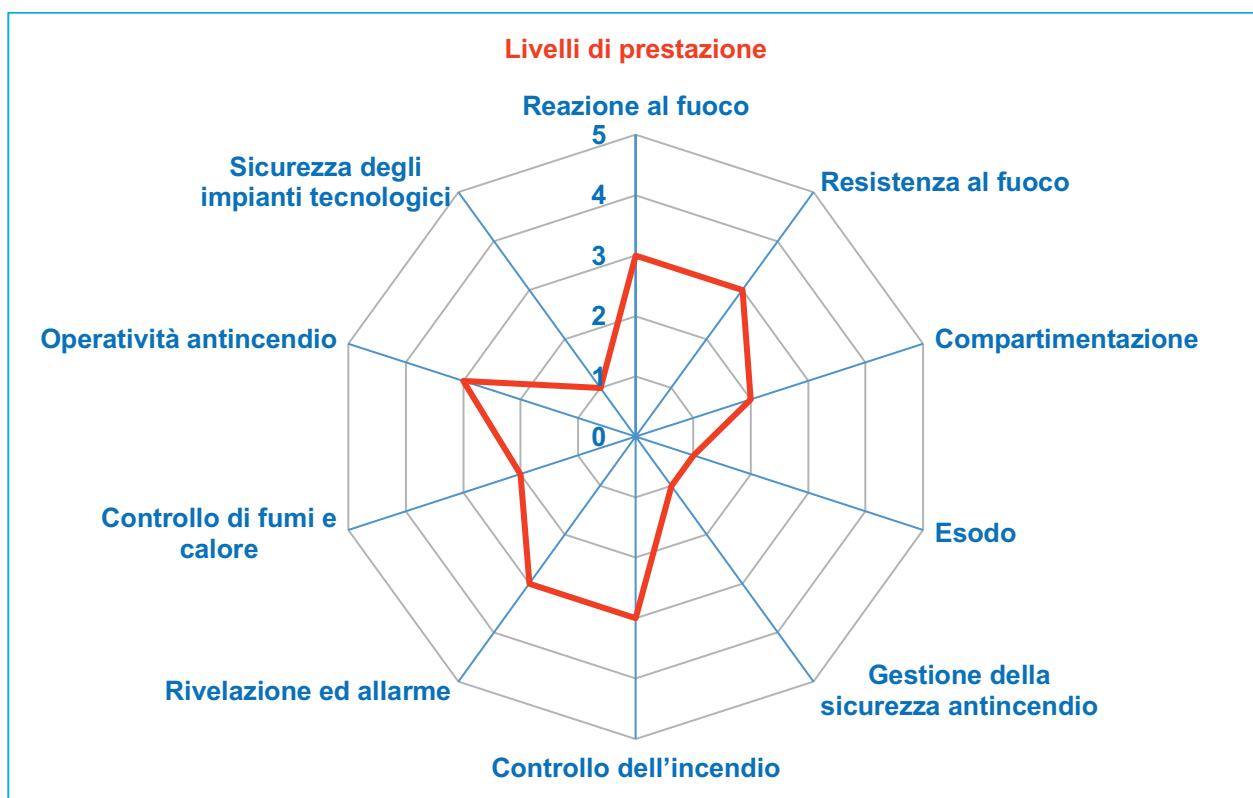 Livelli di prestazione
Reazione al fuoco
5
Sicurezza degli
impianti tecnologici
4
Resistenza al fuoco
3
2
Operatività antincendio
Compartimentazione
1
0
Controllo di fumi e
calore
Esodo
Rivelazione ed allarme
Gestione della
sicurezza antincendio
Controllo dell’incendio